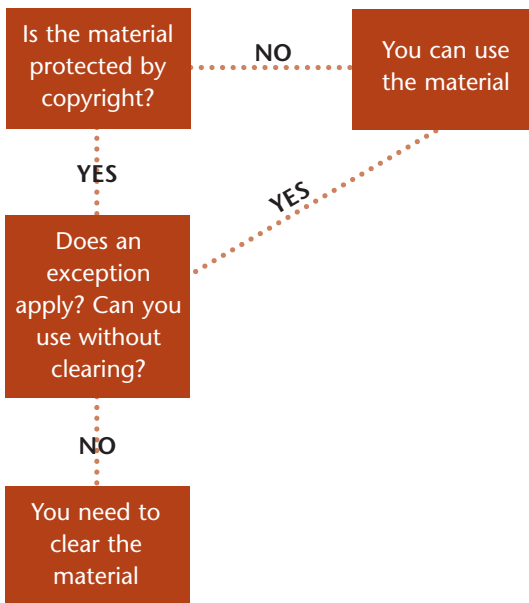 Is the material
protected by
copyright?
NO
You can use
the material
YES
YES
Does an
exception
apply? Can you
use without
clearing?
NO
You need to
clear the
material